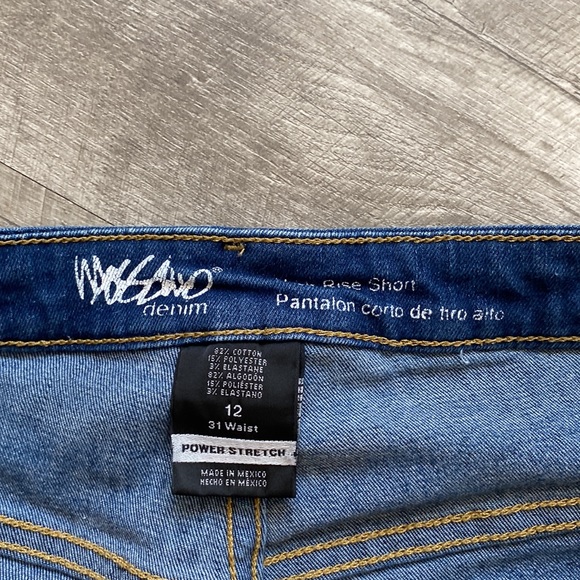 MOSSIMO
denim
High Rise Short
Pantalon corto de tiro alto
82% COTTON
15% POLYESTER
3% ELASTANE
82% ALGODÓN
15% POLIÉSTER
3% ELASTANO
12
31 Waist
POWER STRETCH
MADE IN MEXICO
HECHO EN MÉXICO